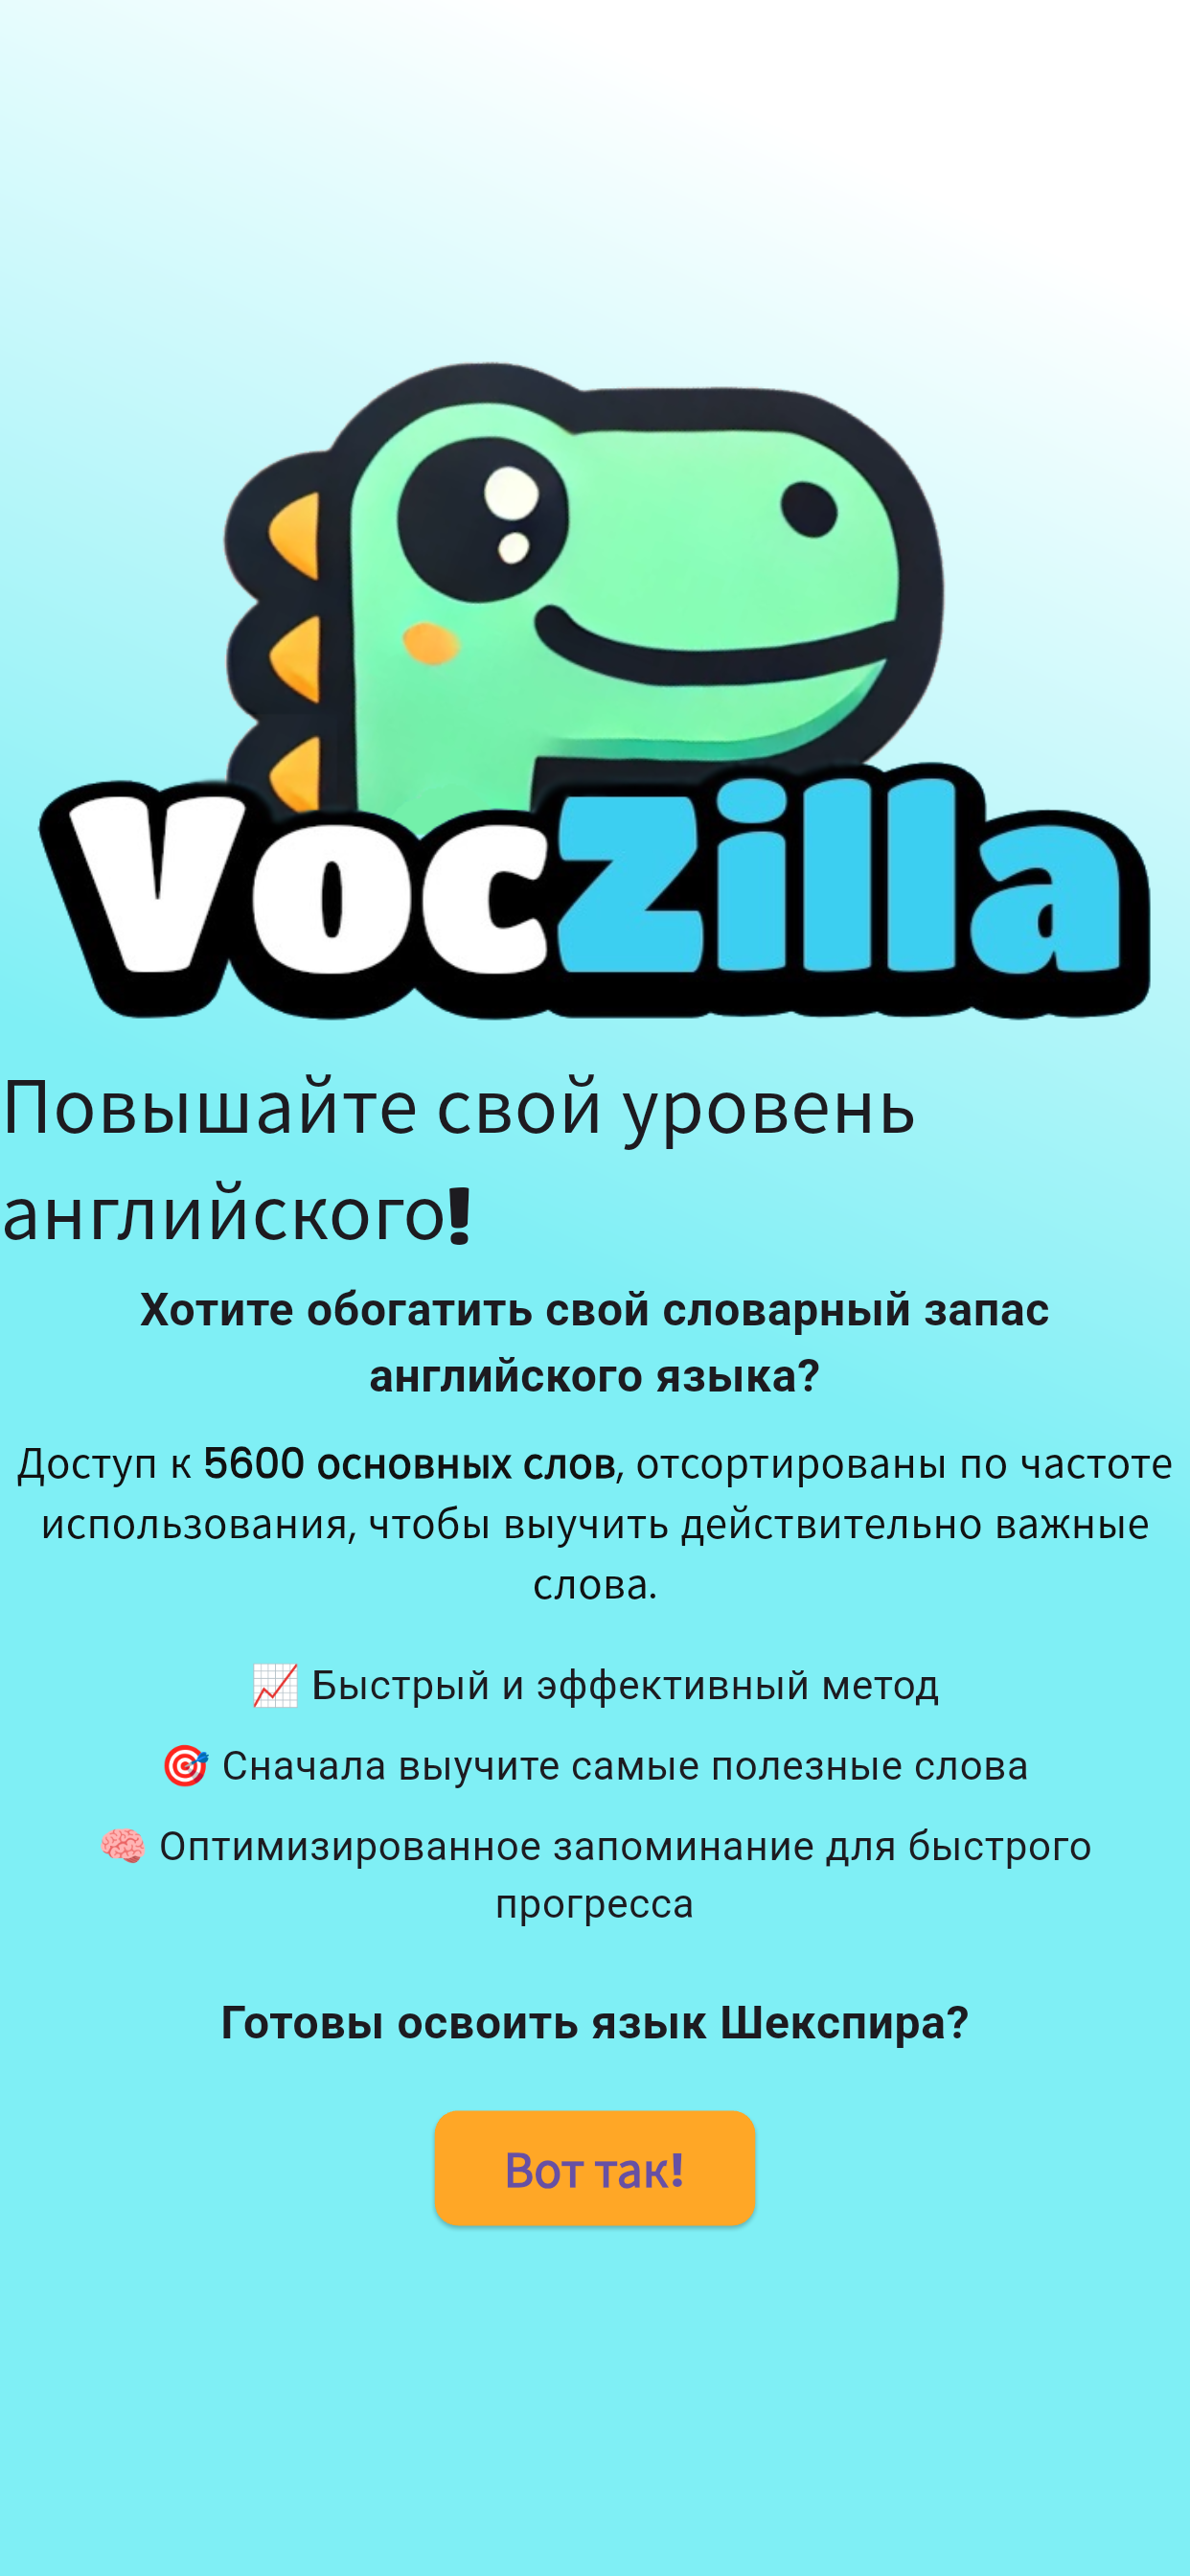 VocZilla
Повышайте свой уровень
английского!
Хотите обогатить свой словарный запас
английского языка?
Доступ к 5600 основных слов, отсортированы по частоте
использования, чтобы выучить действительно важные
слова.
📈 Быстрый и эффективный метод
🎯 Сначала выучите самые полезные слова
🧠 Оптимизированное запоминание для быстрого
прогресса
Готовы освоить язык Шекспира?
Вот так!